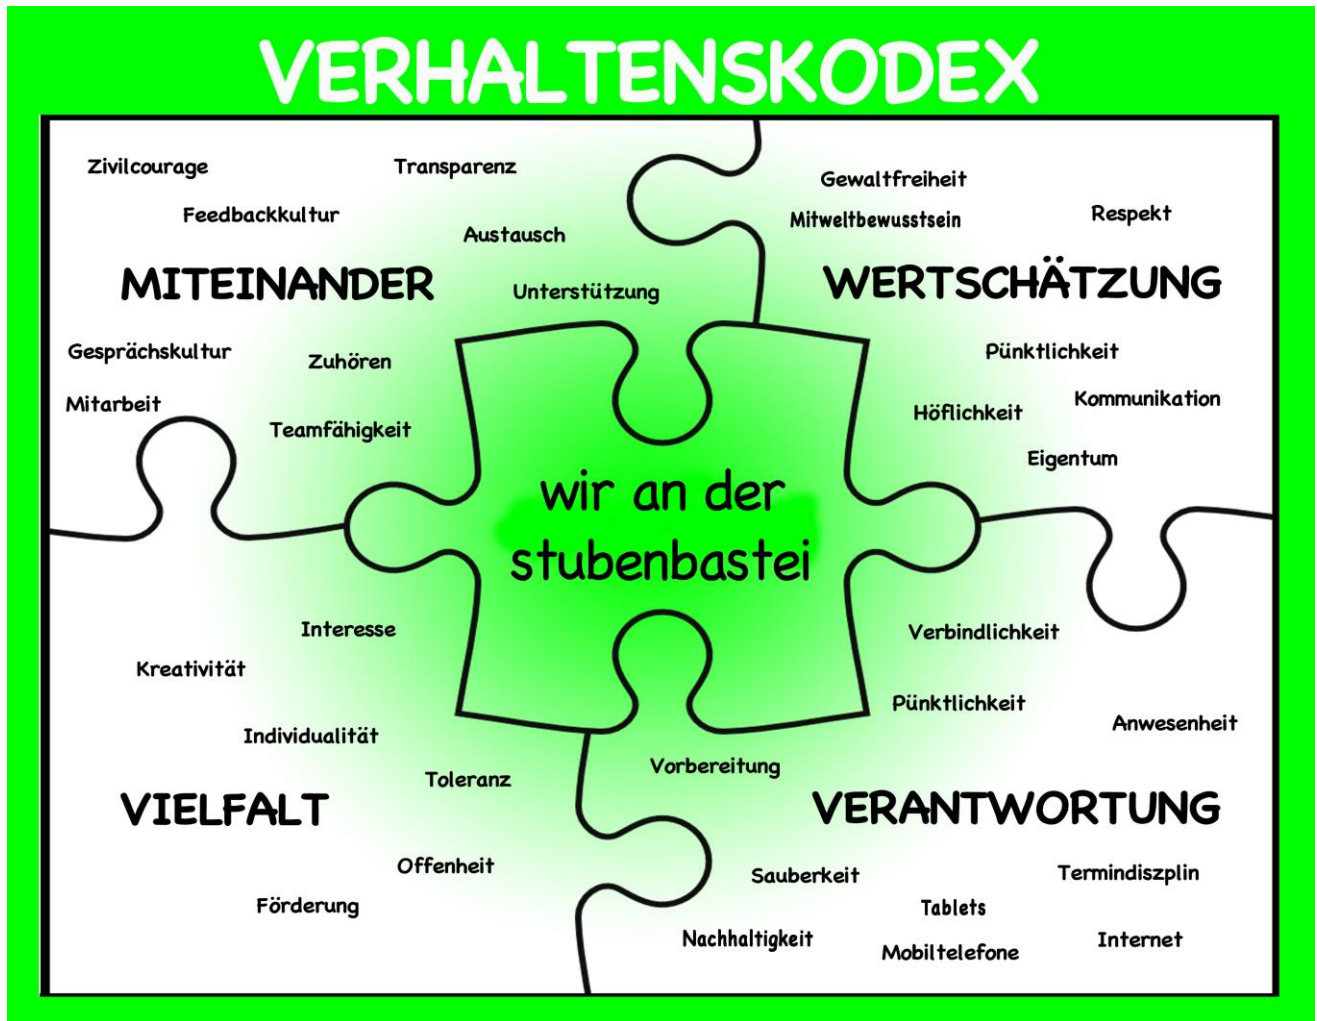 VERHALTENSKODEX
Zivilcourage
Transparenz
Feedbackkultur
Austausch
MITEINANDER
Unterstützung
Gesprächskultur
Zuhören
Mitarbeit
Teamfähigkeit
Gewaltfreiheit
Mitweltbewusstsein
Respekt
WERTSCHÄTZUNG
Pünktlichkeit
Kommunikation
Höflichkeit
Eigentum
wir an der
stubenbastei
Interesse
Kreativität
Individualität
Toleranz
VIELFALT
Offenheit
Förderung
Verbindlichkeit
Pünktlichkeit
Anwesenheit
Vorbereitung
VERANTWORTUNG
Sauberkeit
Termindiszplin
Tablets
Nachhaltigkeit
Internet
Mobiltelefone